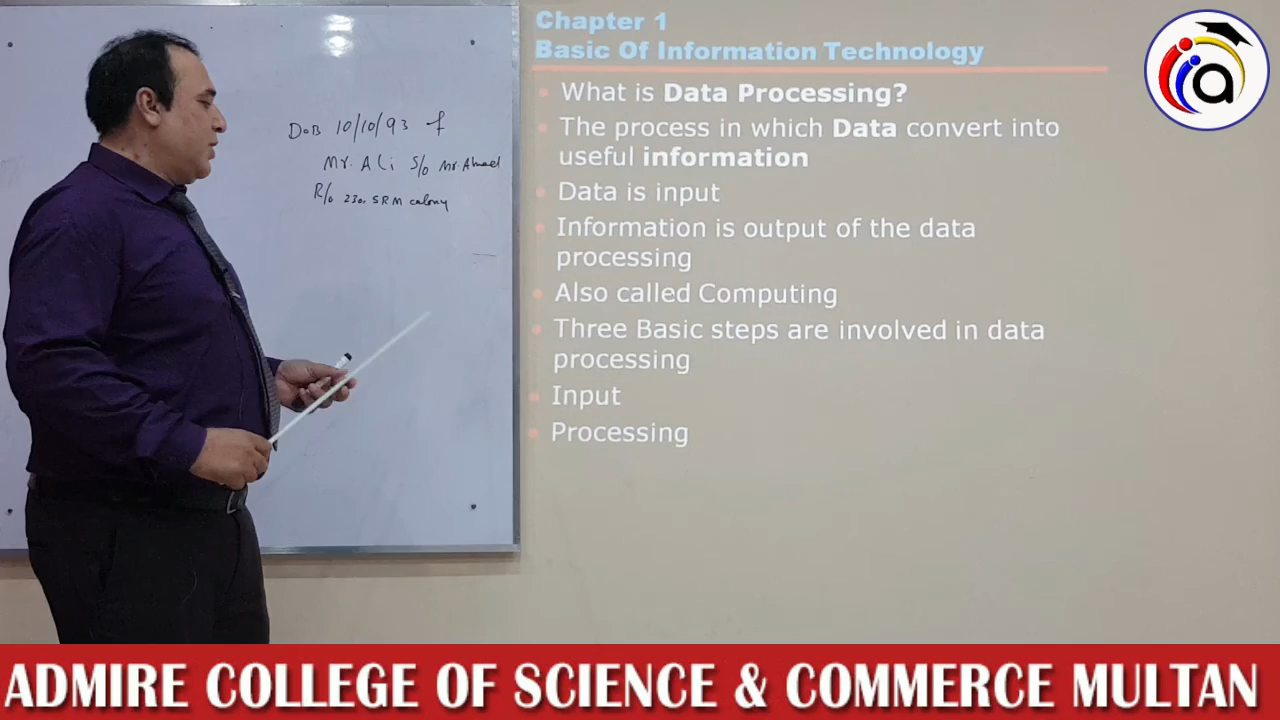 DOB 10/10/93 of
Mr. Ali S/o Mr. Ahmed
R/o 230, SRM colony
Chapter 1
Basic Of Information Technology
What is Data Processing?
The process in which Data convert into
useful information
Data is input
Information is output of the data
processing
Also called Computing
Three Basic steps are involved in data
processing
Input
Processing
a
ADMIRE COLLEGE OF SCIENCE & COMMERCE MULTAN